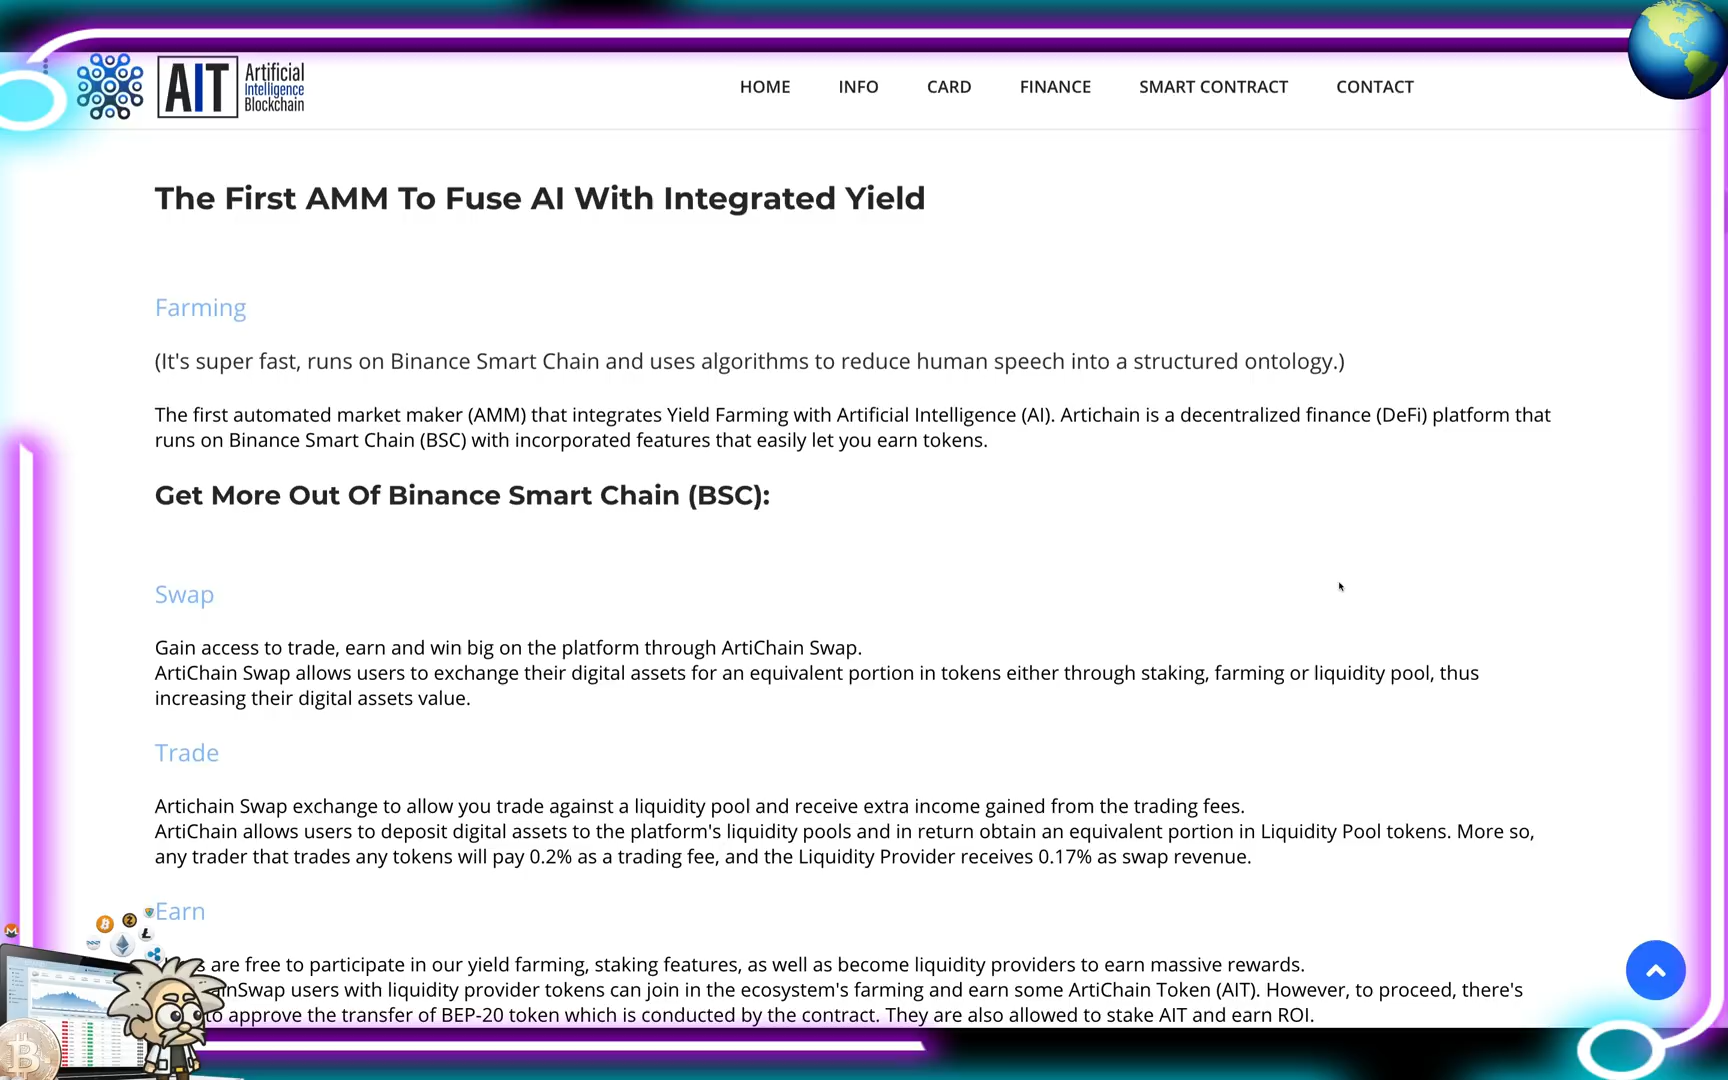 AIT Artificial Intelligence Blockchain
HOME INFO CARD FINANCE SMART CONTRACT CONTACT
The First AMM To Fuse AI With Integrated Yield
Farming
(It's super fast, runs on Binance Smart Chain and uses algorithms to reduce human speech into a structured ontology.)
The first automated market maker (AMM) that integrates Yield Farming with Artificial Intelligence (AI). Artichain is a decentralized finance (DeFi) platform that
runs on Binance Smart Chain (BSC) with incorporated features that easily let you earn tokens.
Get More Out Of Binance Smart Chain (BSC):
Swap
Gain access to trade, earn and win big on the platform through ArtiChain Swap.
ArtiChain Swap allows users to exchange their digital assets for an equivalent portion in tokens either through staking, farming or liquidity pool, thus
increasing their digital assets value.
Trade
Artichain Swap exchange to allow you trade against a liquidity pool and receive extra income gained from the trading fees.
ArtiChain allows users to deposit digital assets to the platform's liquidity pools and in return obtain an equivalent portion in Liquidity Pool tokens. More so,
any trader that trades any tokens will pay 0.2% as a trading fee, and the Liquidity Provider receives 0.17% as swap revenue.
Earn
are free to participate in our yield farming, staking features, as well as become liquidity providers to earn massive rewards.
users with liquidity provider tokens can join in the ecosystem's farming and earn some ArtiChain Token (AIT). However, to proceed, there's
to approve the transfer of BEP-20 token which is conducted by the contract. They are also allowed to stake AIT and earn ROI.